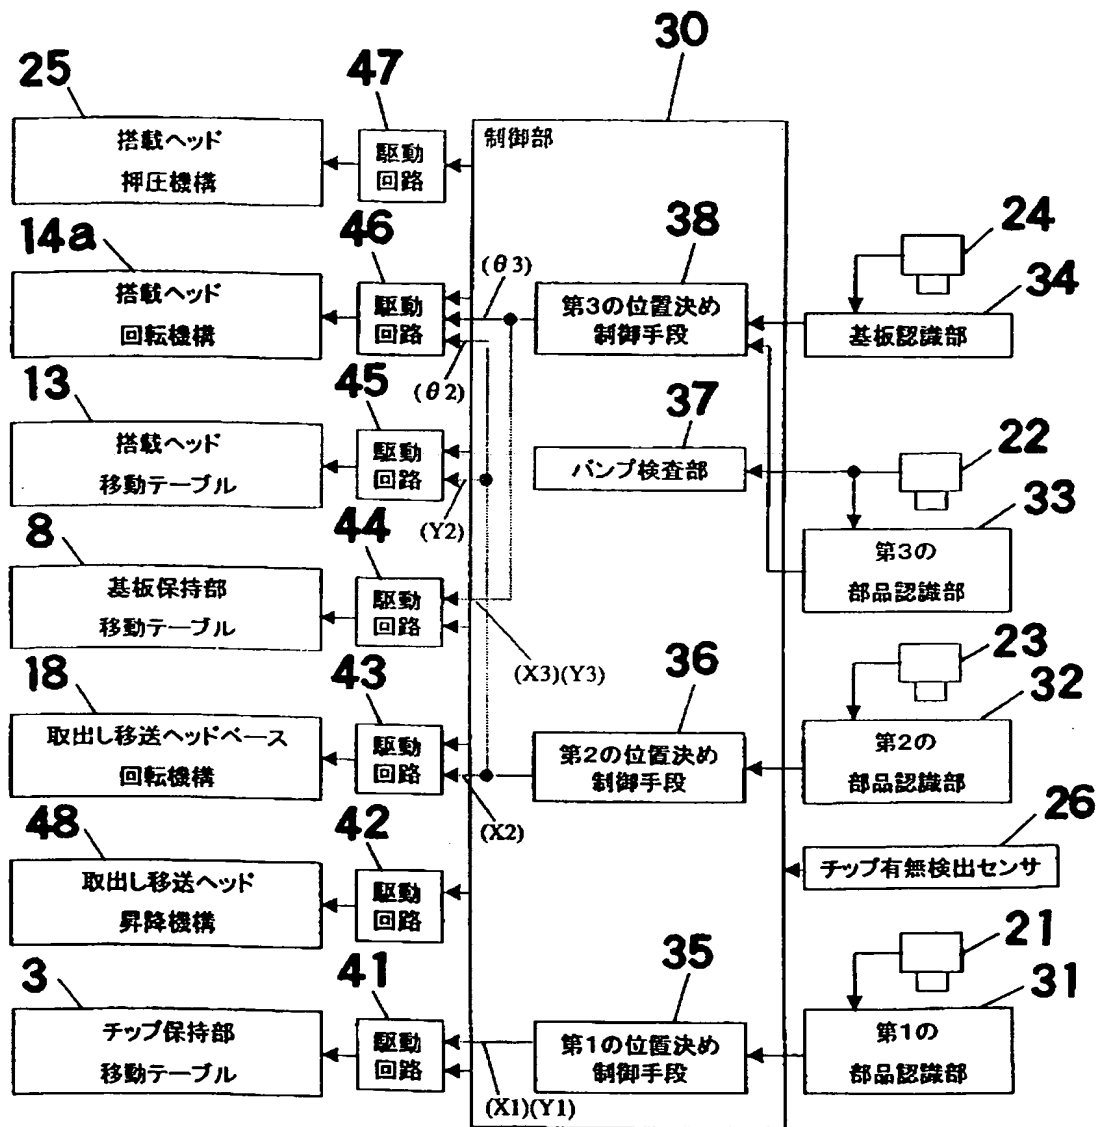 30
25
47
制御部
搭載ヘッド
押圧機構
駆動
回路
14a
46
38
24
(θ3)
34
搭載ヘッド
回転機構
駆動
回路
第3の位置決め
制御手段
基板認識部
(θ2)
13
45
37
22
搭載ヘッド
移動テーブル
駆動
回路
バンプ検査部
33
(Y2)
8
44
第3の
部品認識部
基板保持部
移動テーブル
駆動
回路
23
(X3)(Y3)
18
43
36
32
取出し移送ヘッドベース
回転機構
駆動
回路
第2の位置決め
制御手段
第2の
部品認識部
(X2)
48
42
26
取出し移送ヘッド
昇降機構
駆動
回路
チップ有無検出センサ
21
3
41
35
31
チップ保持部
移動テーブル
駆動
回路
第1の位置決め
制御手段
第1の
部品認識部
(X1)(Y1)